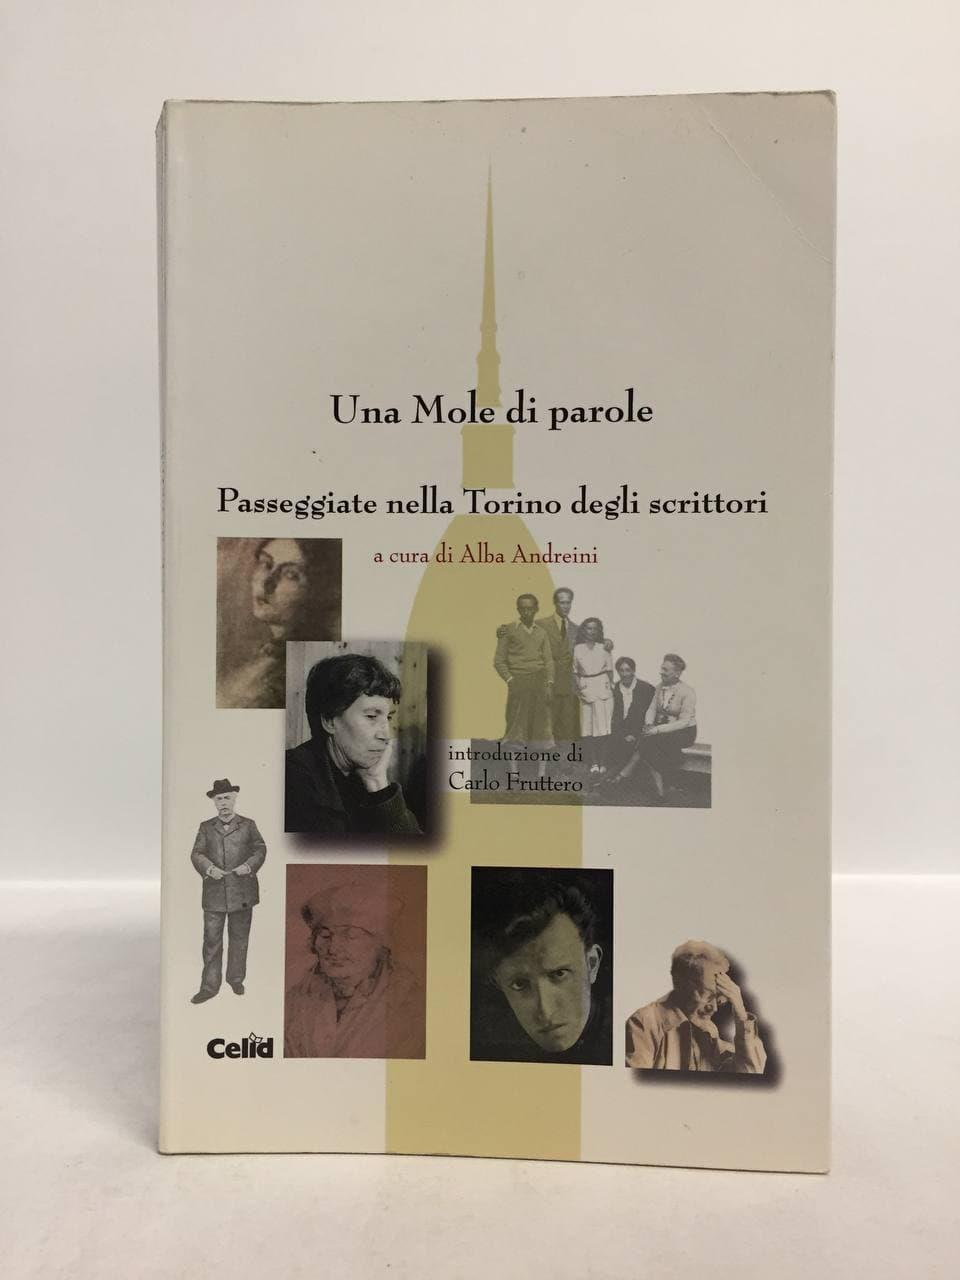 Una Mole di parole
Passeggiate nella Torino degli scrittori
a cura di Alba Andreini
introduzione di
Carlo Fruttero
Celid